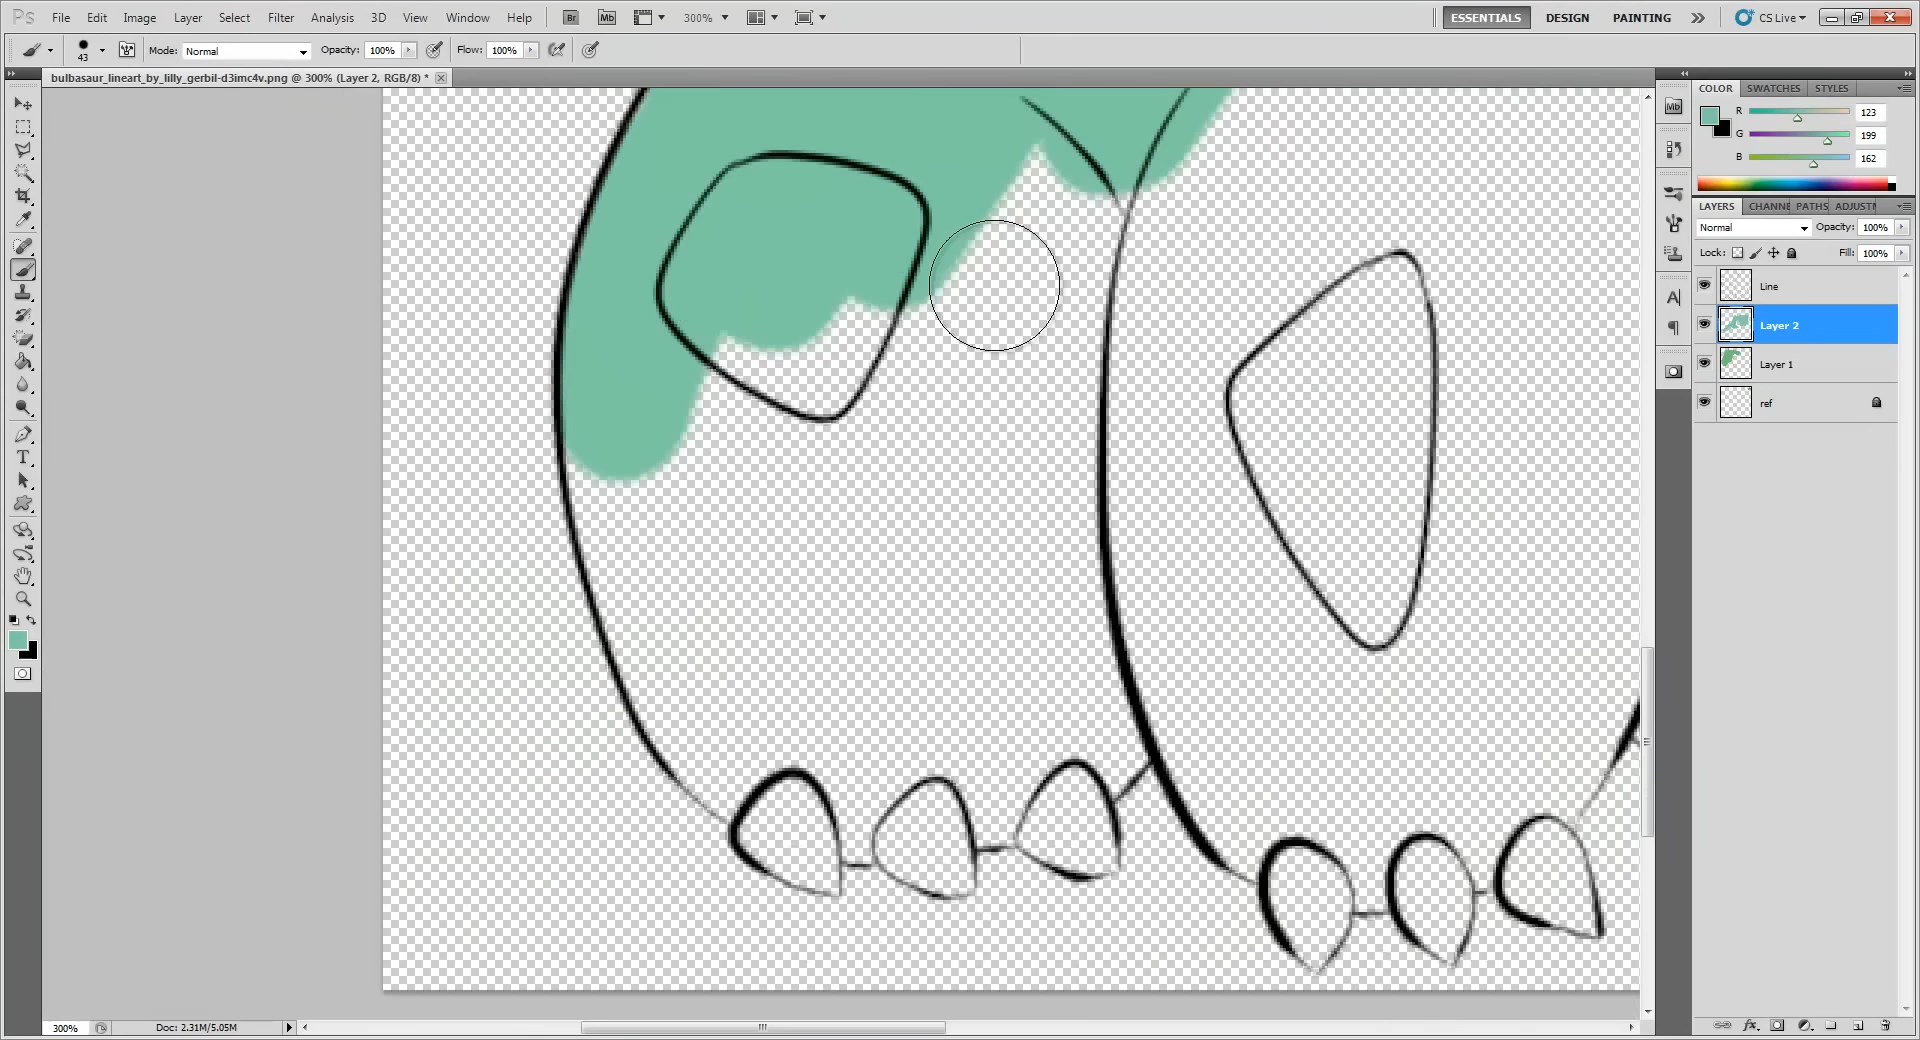 Ps File Edit Image Layer Select Filter Analysis 3D View Window Help Br Mb 300% ESSENTIALS DESIGN PAINTING CS Live
43 Mode: Normal Opacity: 100% Flow: 100%
bulbasaur_lineart_by_lilly_gerbil-d3imc4v.png @ 300% (Layer 2, RGB/8) *
COLOR SWATCHES STYLES
R 123
G 199
B 162
LAYERS CHANNE PATHS ADJUSTM
Normal Opacity: 100%
Lock: Fill: 100%
Line
Layer 2
Layer 1
ref
Mb
A
T
300% Doc: 2.31M/5.05M
fx